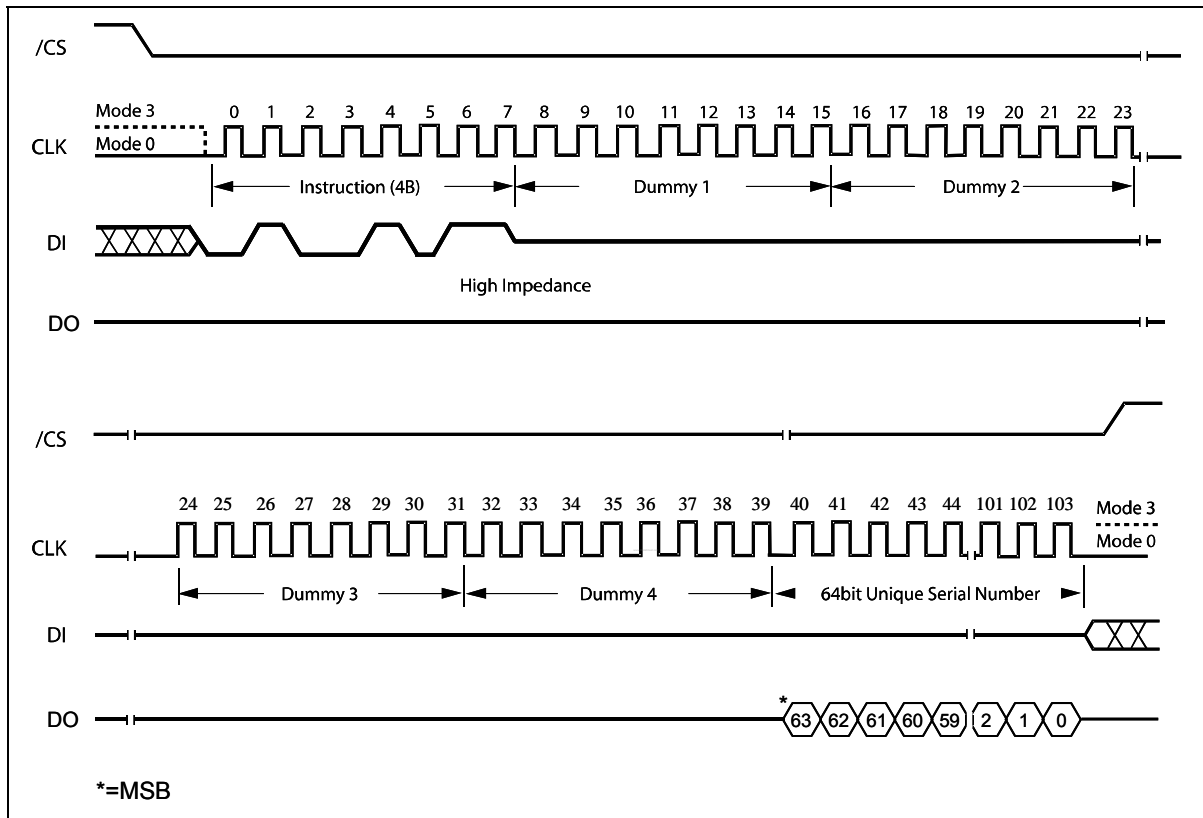 /CS
Mode 3
0 1 2 3 4 5 6 7 8 9 10 11 12 13 14 15 16 17 18 19 20 21 22 23
CLK
Mode 0
Instruction (4B) Dummy 1 Dummy 2
DI
High Impedance
DO
/CS
24 25 26 27 28 29 30 31 32 33 34 35 36 37 38 39 40 41 42 43 44 101 102 103
Mode 3
CLK
Mode 0
Dummy 3 Dummy 4 64bit Unique Serial Number
DI
*
DO
63 62 61 60 59 2 1 0
*=MSB